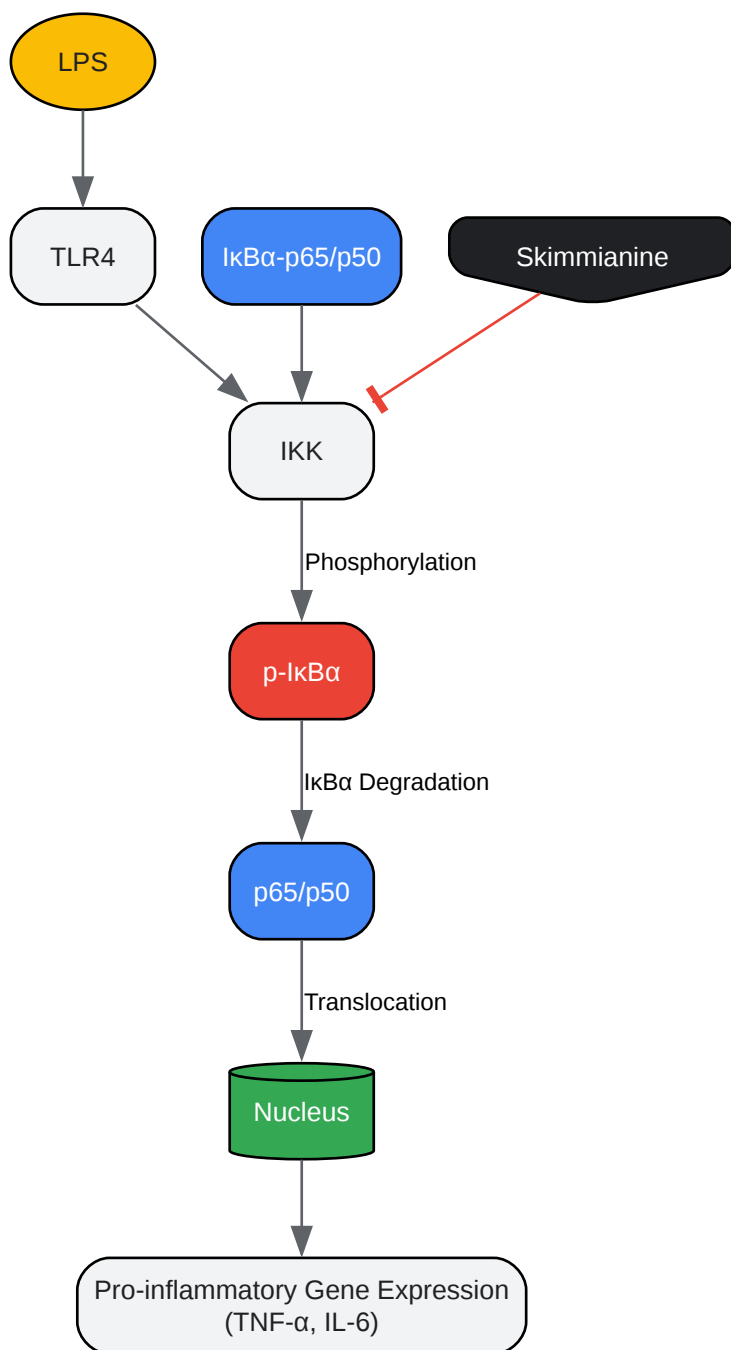 LPS
TLR4
IκBα-p65/p50
Skimmianine
IKK
Phosphorylation
p-IκBα
IκBα Degradation
p65/p50
Translocation
Nucleus
Pro-inflammatory Gene Expression
(TNF-α, IL-6)